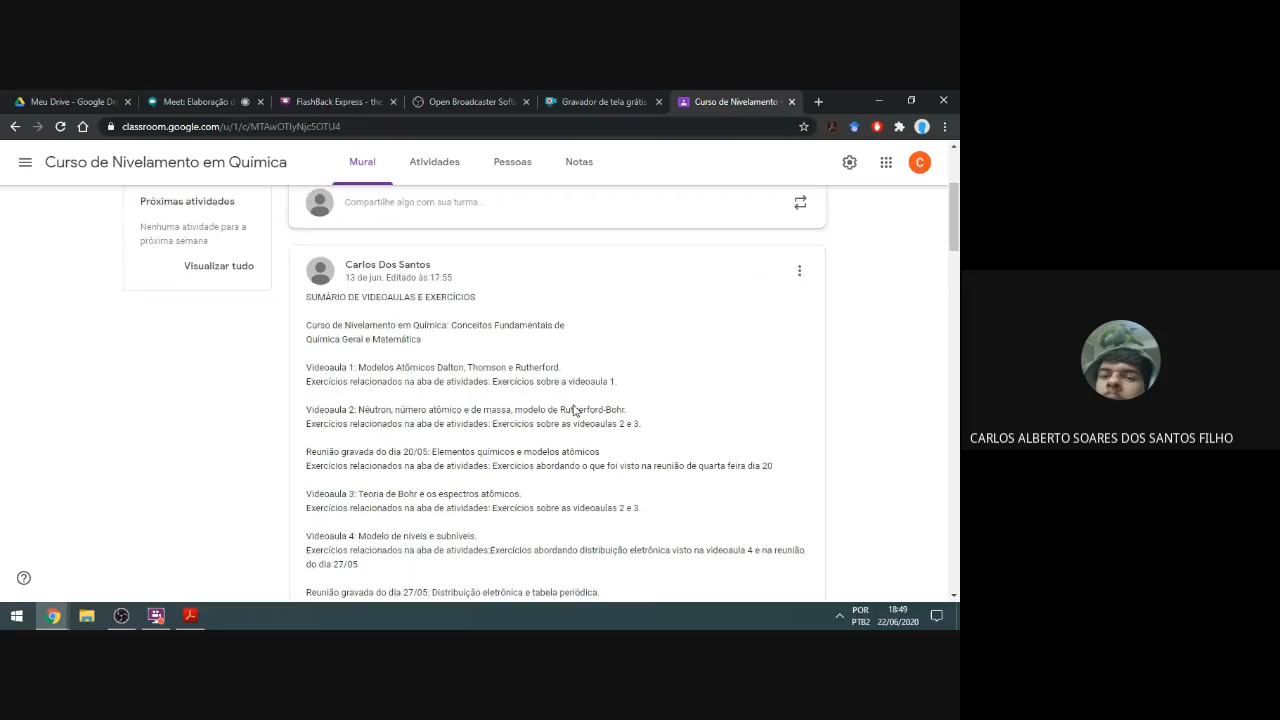 Meu Drive - Google Dr
Meet: Elaboração d
FlashBack Express - the
Open Broadcaster Soft
Gravador de tela grátis
Curso de Nivelamento
classroom.google.com/u/1/c/MTAwOTIyNjc5OTU4
Curso de Nivelamento em Química
Mural
Atividades
Pessoas
Notas
C
Próximas atividades
Nenhuma atividade para a
próxima semana
Visualizar tudo
Compartilhe algo com sua turma...
Carlos Dos Santos
13 de jun. Editado às 17:55
SUMÁRIO DE VIDEOAULAS E EXERCÍCIOS
Curso de Nivelamento em Química: Conceitos Fundamentais de
Química Geral e Matemática
Videoaula 1: Modelos Atômicos Dalton, Thomson e Rutherford.
Exercícios relacionados na aba de atividades: Exercícios sobre a videoaula 1.
Videoaula 2: Nêutron, número atômico e de massa, modelo de Rutherford-Bohr.
Exercícios relacionados na aba de atividades: Exercícios sobre as videoaulas 2 e 3.
Reunião gravada do dia 20/05: Elementos químicos e modelos atômicos
Exercícios relacionados na aba de atividades: Exercícios abordando o que foi visto na reunião de quarta feira dia 20
Videoaula 3: Teoria de Bohr e os espectros atômicos.
Exercícios relacionados na aba de atividades: Exercícios sobre as videoaulas 2 e 3.
Videoaula 4: Modelo de níveis e subníveis.
Exercícios relacionados na aba de atividades:Exercícios abordando distribuição eletrônica visto na videoaula 4 e na reunião
do dia 27/05
Reunião gravada do dia 27/05: Distribuição eletrônica e tabela periódica.
CARLOS ALBERTO SOARES DOS SANTOS FILHO
POR
PTB2
18:49
22/06/2020